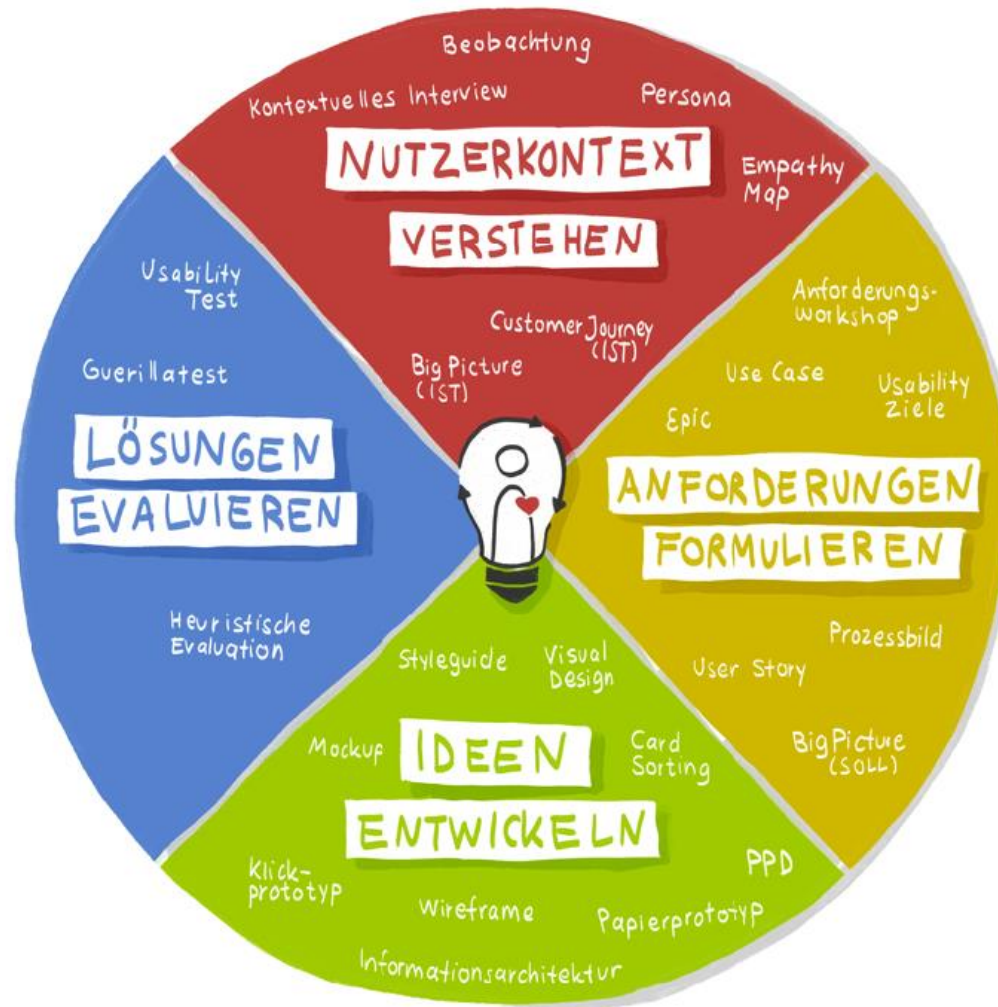 Beobachtung
Kontextuelles Interview
Persona
NUTZERKONTEXT
VERSTEHEN
Empathy
Map
Customer Journey
(IST)
Big Picture
(IST)
Anforderungs-
workshop
Use Case
Usability
Ziele
Epic
ANFORDERUNGEN
FORMULIEREN
Prozessbild
User Story
Big Picture
(SOLL)
Styleguide
Visual
Design
Mockup
IDEEN
ENTWICKELN
Card
Sorting
PPD
Klick-
prototyp
Wireframe
Papierprototyp
Informationsarchitektur
Usability
Test
Guerillatest
LÖSUNGEN
EVALUIEREN
Heuristische
Evaluation